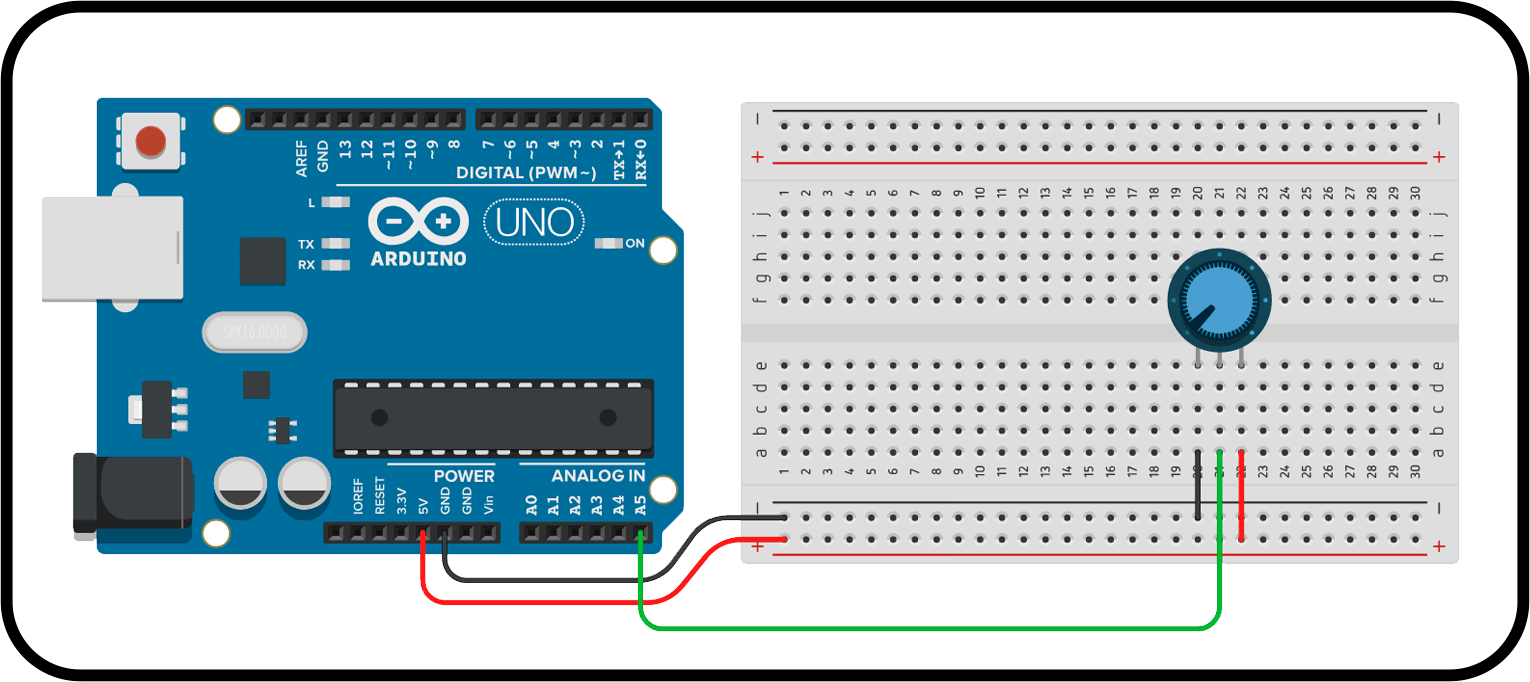 AREF
GND
13
12
~11
~10
~9
8
7
~6
~5
4
~3
2
TX→1
RX←0
DIGITAL (PWM~)
L
TX
RX
UNO
ON
ARDUINO
SPK16.000G
POWER
ANALOG IN
IOREF
RESET
3.3V
5V
GND
GND
Vin
A0
A1
A2
A3
A4
A5
− −
+ +
1 2 3 4 5 6 7 8 9 10 11 12 13 14 15 16 17 18 19 20 21 22 23 24 25 26 27 28 29 30
j j
i i
h h
g g
f f
e e
d d
c c
b b
a a
1 2 3 4 5 6 7 8 9 10 11 12 13 14 15 16 17 18 19 20 21 22 23 24 25 26 27 28 29 30
− −
+ +